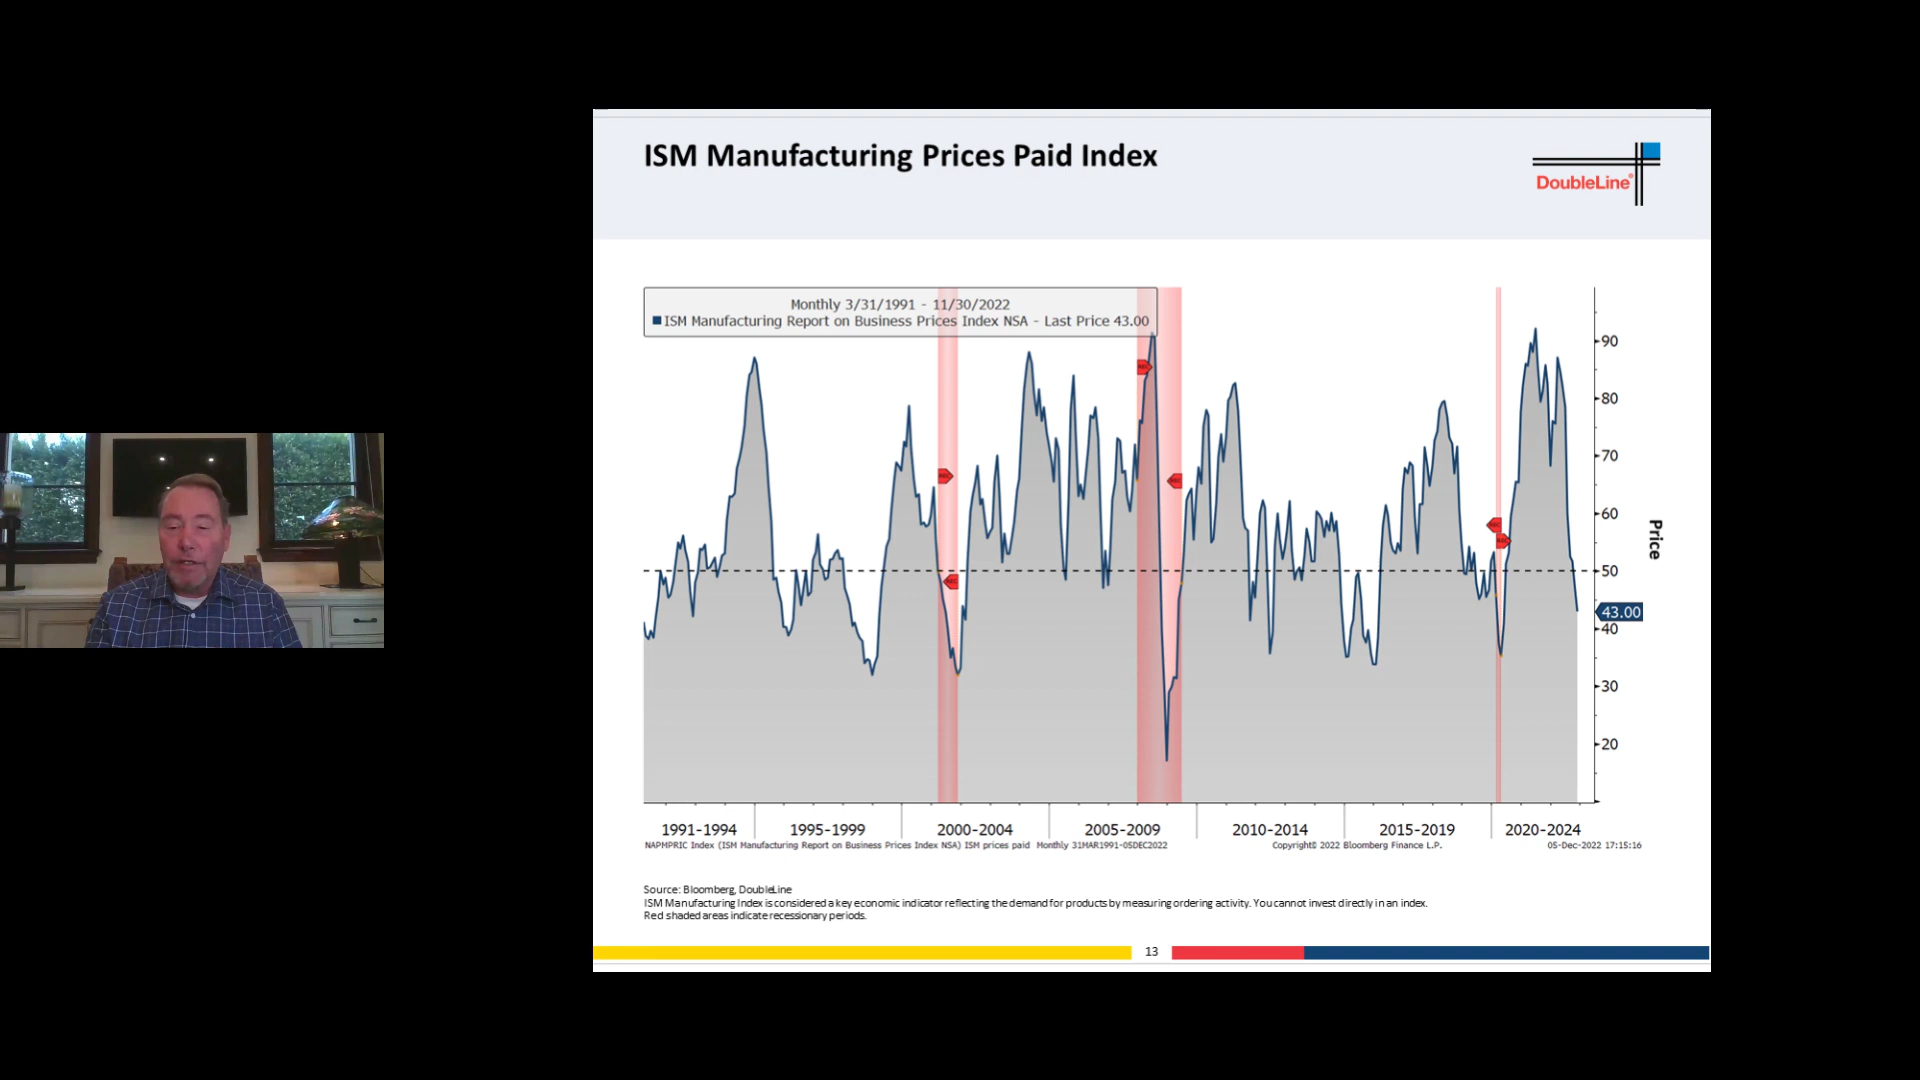 ISM Manufacturing Prices Paid Index
DoubleLine®
Monthly 3/31/1991 - 11/30/2022
ISM Manufacturing Report on Business Prices Index NSA - Last Price 43.00
90
80
70
60
50
43.00
40
30
20
Price
1991-1994 1995-1999 2000-2004 2005-2009 2010-2014 2015-2019 2020-2024
NAPMPRIC Index (ISM Manufacturing Report on Business Prices Index NSA) ISM prices paid Monthly 31MAR1991-05DEC2022 Copyright© 2022 Bloomberg Finance L.P. 05-Dec-2022 17:15:16
Source: Bloomberg, DoubleLine
ISM Manufacturing Index is considered a key economic indicator reflecting the demand for products by measuring ordering activity. You cannot invest directly in an index.
Red shaded areas indicate recessionary periods.
13